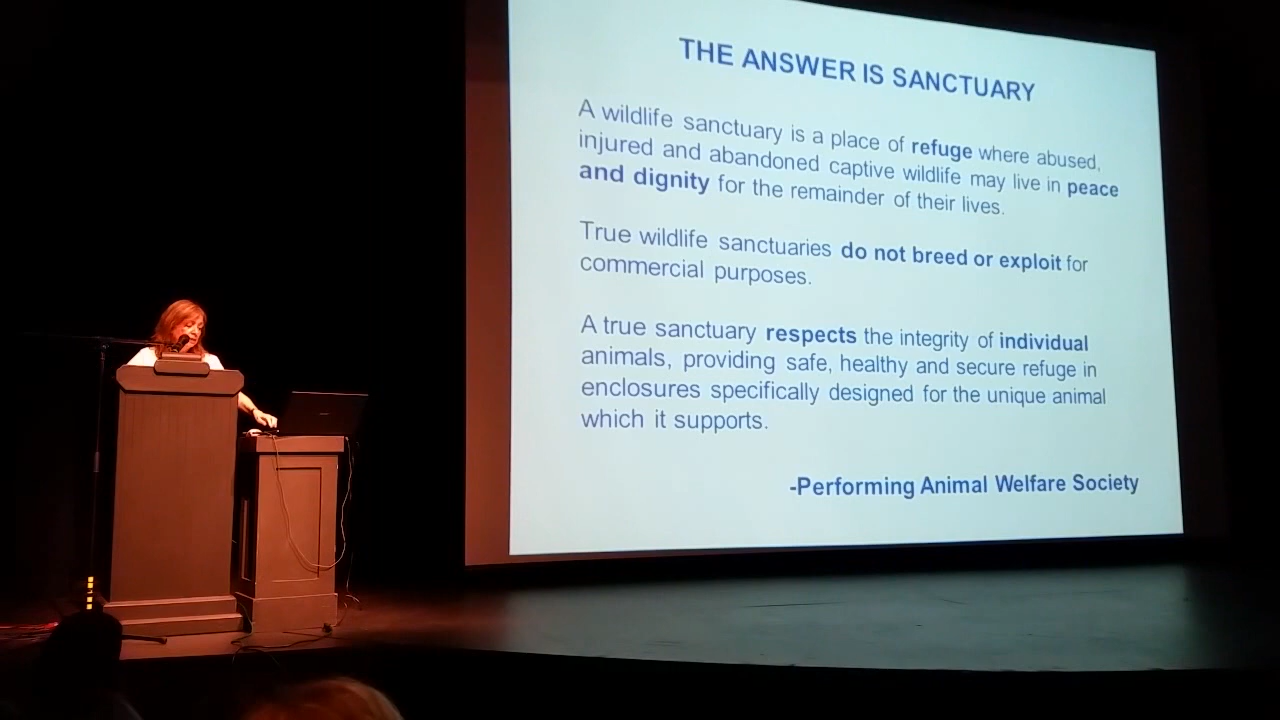 THE ANSWER IS SANCTUARY
A wildlife sanctuary is a place of refuge where abused,
injured and abandoned captive wildlife may live in peace
and dignity for the remainder of their lives.
True wildlife sanctuaries do not breed or exploit for
commercial purposes.
A true sanctuary respects the integrity of individual
animals, providing safe, healthy and secure refuge in
enclosures specifically designed for the unique animal
which it supports.
-Performing Animal Welfare Society